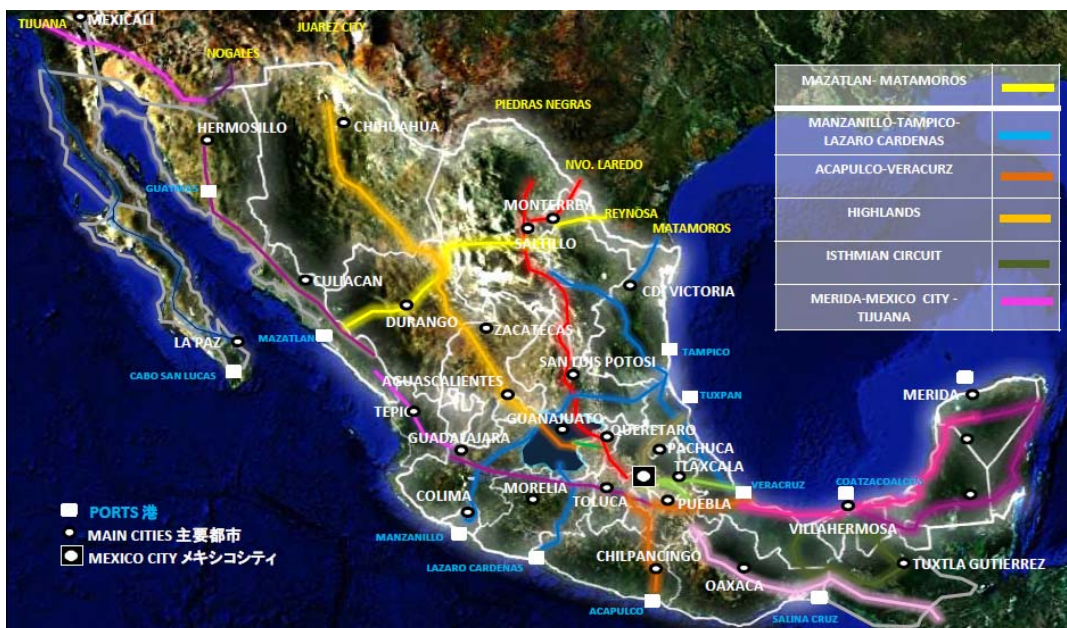 TIJUANA
MEXICALI
JUAREZ CITY
NOGALES
PIEDRAS NEGRAS
CHIHUAHUA
HERMOSILLO
NVO. LAREDO
GUAYMAS
MONTERREY
REYNOSA
MATAMOROS
SALTILLO
CULIACAN
CD. VICTORIA
DURANGO
ZACATECAS
LA PAZ
MAZATLAN
TAMPICO
CABO SAN LUCAS
SAN LUIS POTOSI
AGUASCALIENTES
TUXPAN
MERIDA
TEPIC
GUANAJUATO
QUERETARO
GUADALAJARA
PACHUCA
TLAXCALA
VERACRUZ
COATZACOALCOS
COLIMA
MORELIA
TOLUCA
PUEBLA
VILLAHERMOSA
MANZANILLO
CHILPANCINGO
TUXTLA GUTIERREZ
LAZARO CARDEÑAS
OAXACA
ACAPULCO
SALINA CRUZ
MAZATLAN- MATAMOROS
MANZANILLO-TAMPICO-
LAZARO CARDENAS
ACAPULCO-VERACURZ
HIGHLANDS
ISTHMIAN CIRCUIT
MERIDA-MEXICO CITY -
TIJUANA
PORTS 港
MAIN CITIES 主要都市
MEXICO CITY メキシコシティ